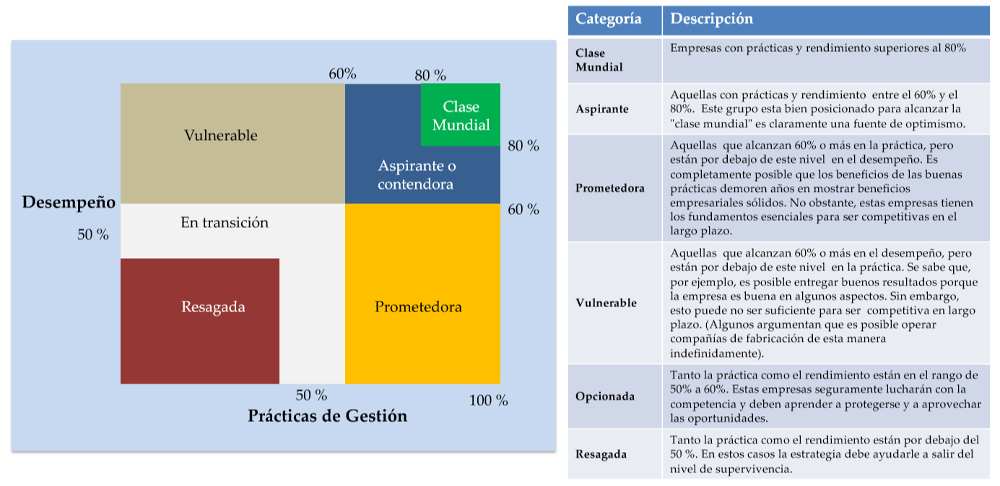 60%
80 %
Clase
Mundial
Vulnerable
80 %
Aspirante o
contendora
Desempeño
60 %
En transición
50 %
Resagada
Prometedora
50 %
100 %
Prácticas de Gestión
Categoría
Descripción
Clase
Mundial
Empresas con prácticas y rendimiento superiores al 80%
Aspirante
Aquellas con prácticas y rendimiento entre el 60% y el
80%. Este grupo esta bien posicionado para alcanzar la
"clase mundial" es claramente una fuente de optimismo.
Prometedora
Aquellas que alcanzan 60% o más en la práctica, pero
están por debajo de este nivel en el desempeño. Es
completamente posible que los beneficios de las buenas
prácticas demoren años en mostrar beneficios
empresariales sólidos. No obstante, estas empresas tienen
los fundamentos esenciales para ser competitivas en el
largo plazo.
Vulnerable
Aquellas que alcanzan 60% o más en el desempeño, pero
están por debajo de este nivel en la práctica. Se sabe que,
por ejemplo, es posible entregar buenos resultados porque
la empresa es buena en algunos aspectos. Sin embargo,
esto puede no ser suficiente para ser competitiva en largo
plazo. (Algunos argumentan que es posible operar
compañías de fabricación de esta manera
indefinidamente).
Opcionada
Tanto la práctica como el rendimiento están en el rango de
50% a 60%. Estas empresas seguramente lucharán con la
competencia y deben aprender a protegerse y a aprovechar
las oportunidades.
Resagada
Tanto la práctica como el rendimiento están por debajo del
50 %. En estos casos la estrategia debe ayudarle a salir del
nivel de supervivencia.